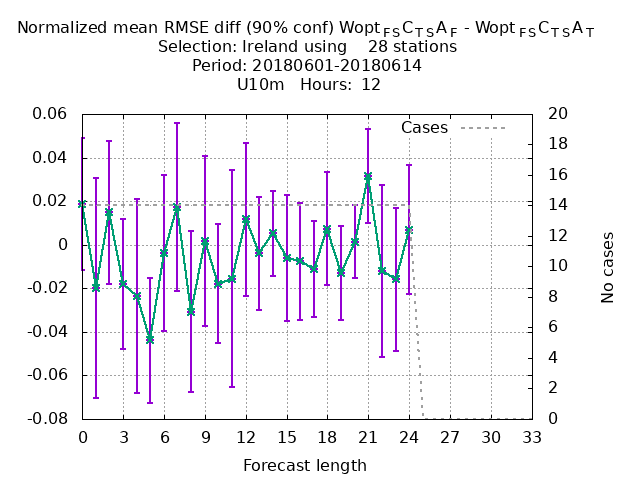 Normalized mean RMSE diff (90% conf) Wopt FS C TS A F - Wopt FS C TS A T
Selection: Ireland using 28 stations
Period: 20180601-20180614
U10m Hours: 12
Cases
0.06
0.04
0.02
0
-0.02
-0.04
-0.06
-0.08
20
18
16
14
12
10
8
6
4
2
0
No cases
0 3 6 9 12 15 18 21 24 27 30 33
Forecast length